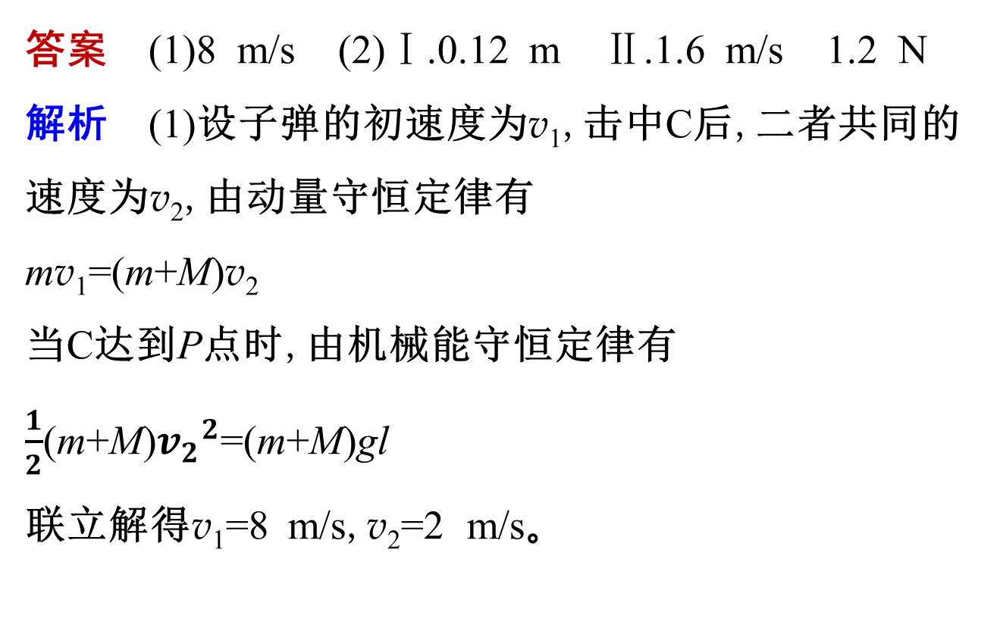 答案 (1)8 m/s (2)Ⅰ.0.12 m Ⅱ.1.6 m/s 1.2 N
解析 (1)设子弹的初速度为v₁, 击中C后, 二者共同的
速度为v₂, 由动量守恒定律有
mv₁=(m+M)v₂
当C达到P点时, 由机械能守恒定律有
1/2(m+M)v₂²=(m+M)gl
联立解得v₁=8 m/s, v₂=2 m/s。